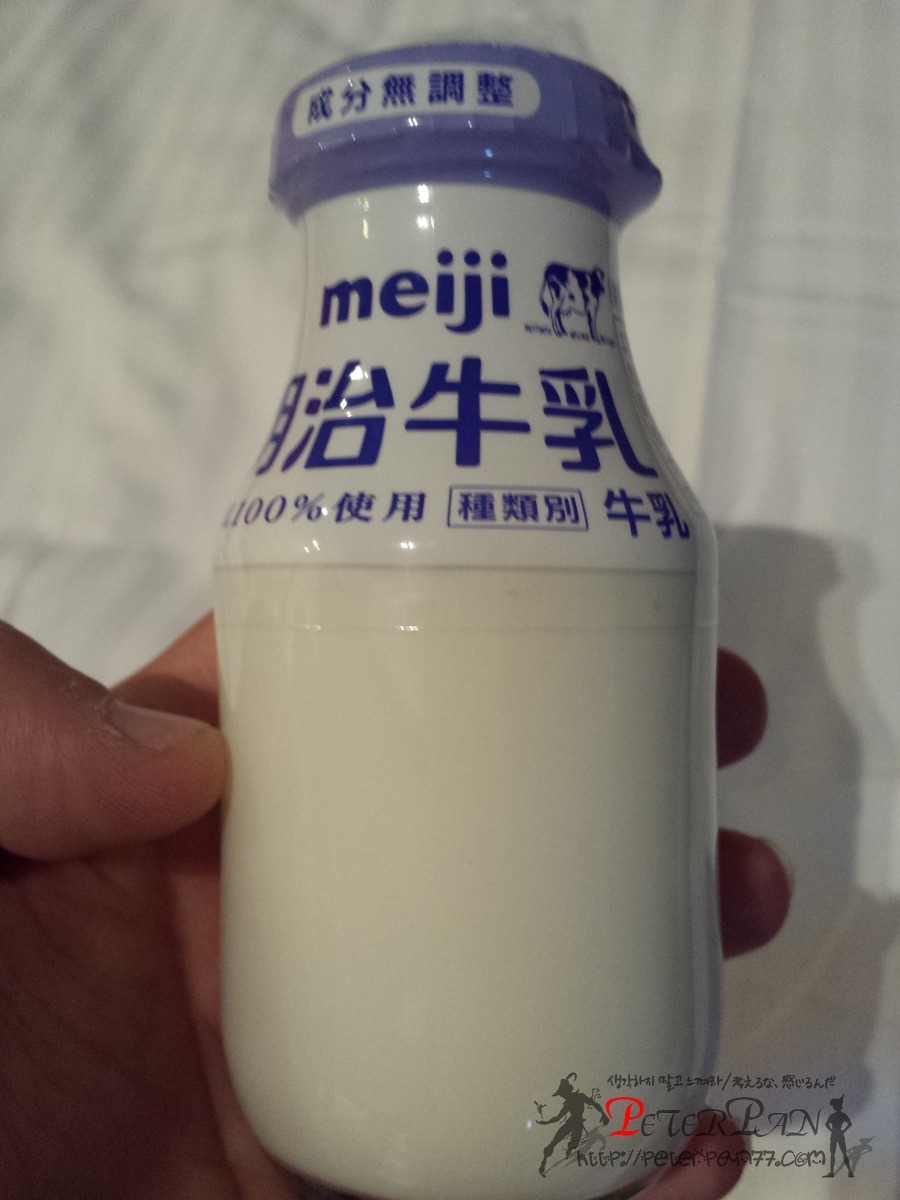 成分無調整
meiji
明治牛乳
100%使用 種類別 牛乳
생각하지 말고 느껴라/考えるな、感じるんだ
PETERPAN
http://peterpan77.com